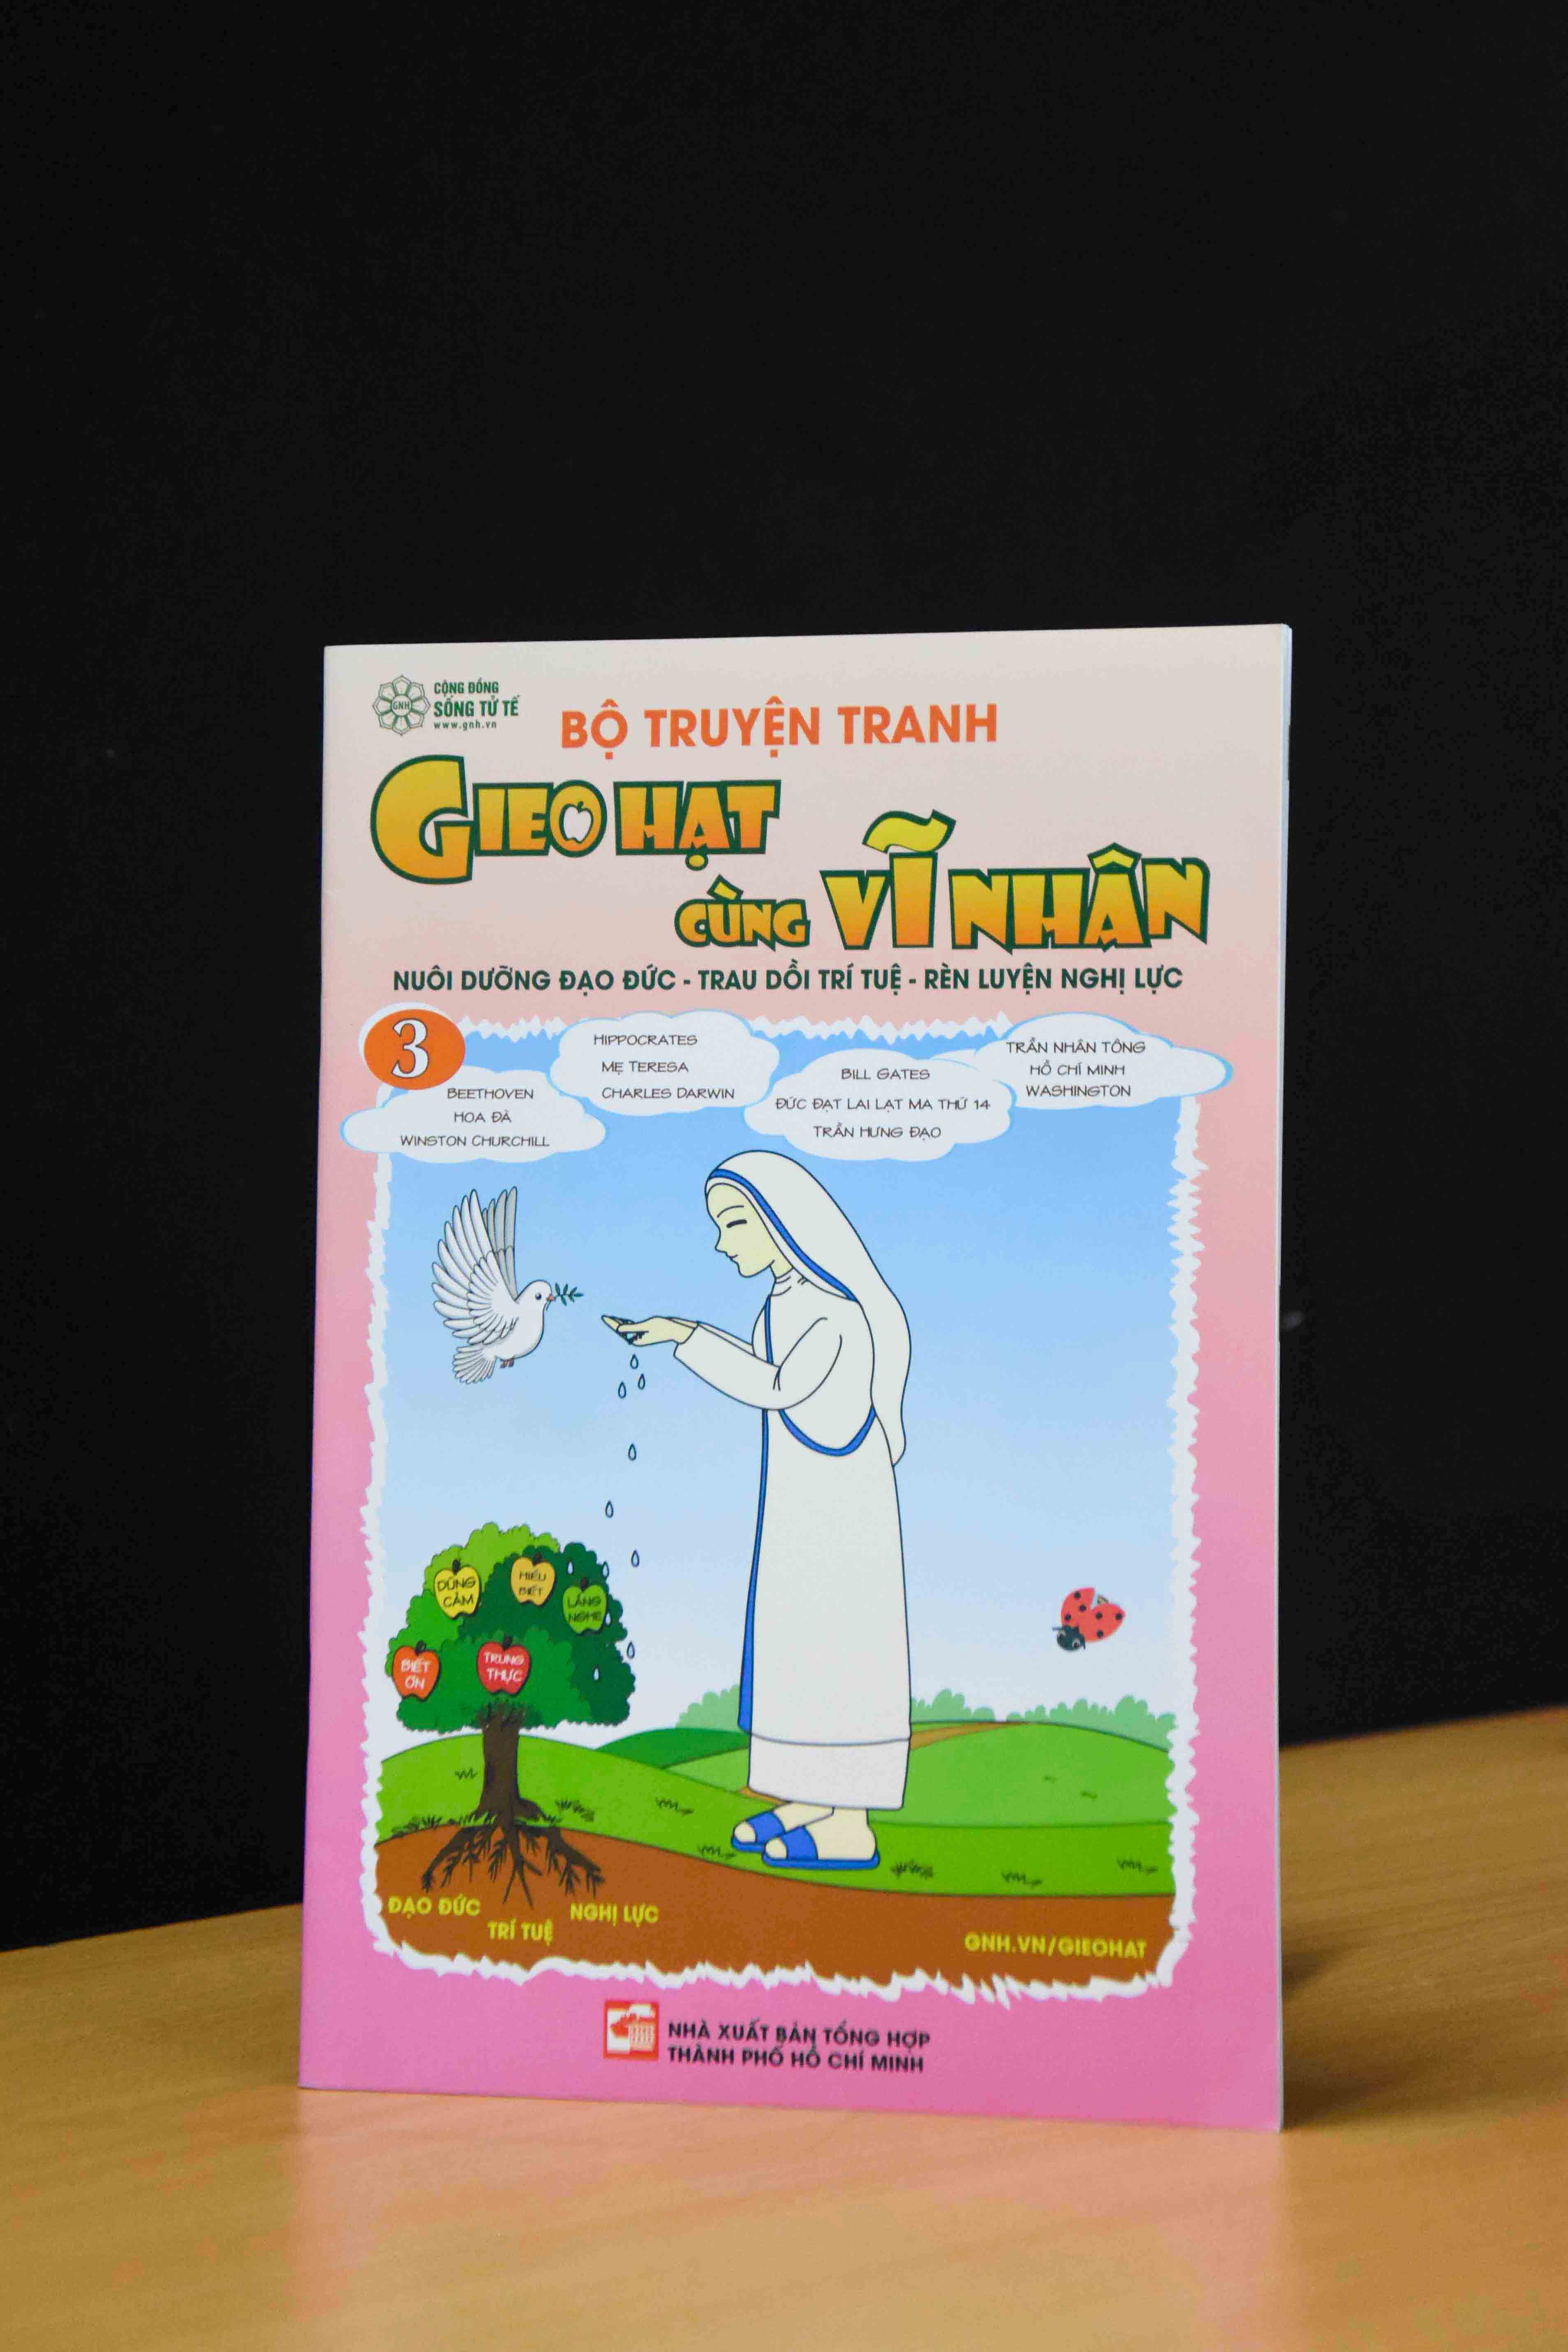 CỘNG ĐỒNG
SỐNG TỬ TẾ
www.gnh.vn
GNH
BỘ TRUYỆN TRANH
GIEO HẠT
CÙNG VĨ NHÂN
NUÔI DƯỠNG ĐẠO ĐỨC - TRAU DỒI TRÍ TUỆ - RÈN LUYỆN NGHỊ LỰC
3
BEETHOVEN
HOA ĐÀ
WINSTON CHURCHILL
HIPPOCRATES
MẸ TERESA
CHARLES DARWIN
BILL GATES
ĐỨC ĐẠT LAI LẠT MA THỨ 14
TRẦN HƯNG ĐẠO
TRẦN NHÂN TÔNG
HỒ CHÍ MINH
WASHINGTON
DŨNG
CẢM
HIỂU
BIẾT
LẮNG
NGHE
BIẾT
ƠN
TRUNG
THỰC
ĐẠO ĐỨC
TRÍ TUỆ
NGHỊ LỰC
GNH.VN/GIEOHAT
NHÀ XUẤT BẢN TỔNG HỢP
THÀNH PHỐ HỒ CHÍ MINH